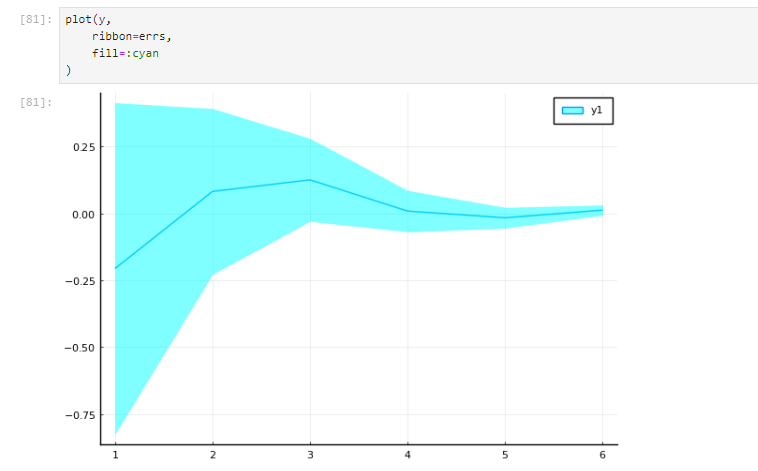 [81]:
plot(y,
ribbon=errs,
fill=:cyan
)
[81]:
y1
0.25
0.00
−0.25
−0.50
−0.75
1 2 3 4 5 6